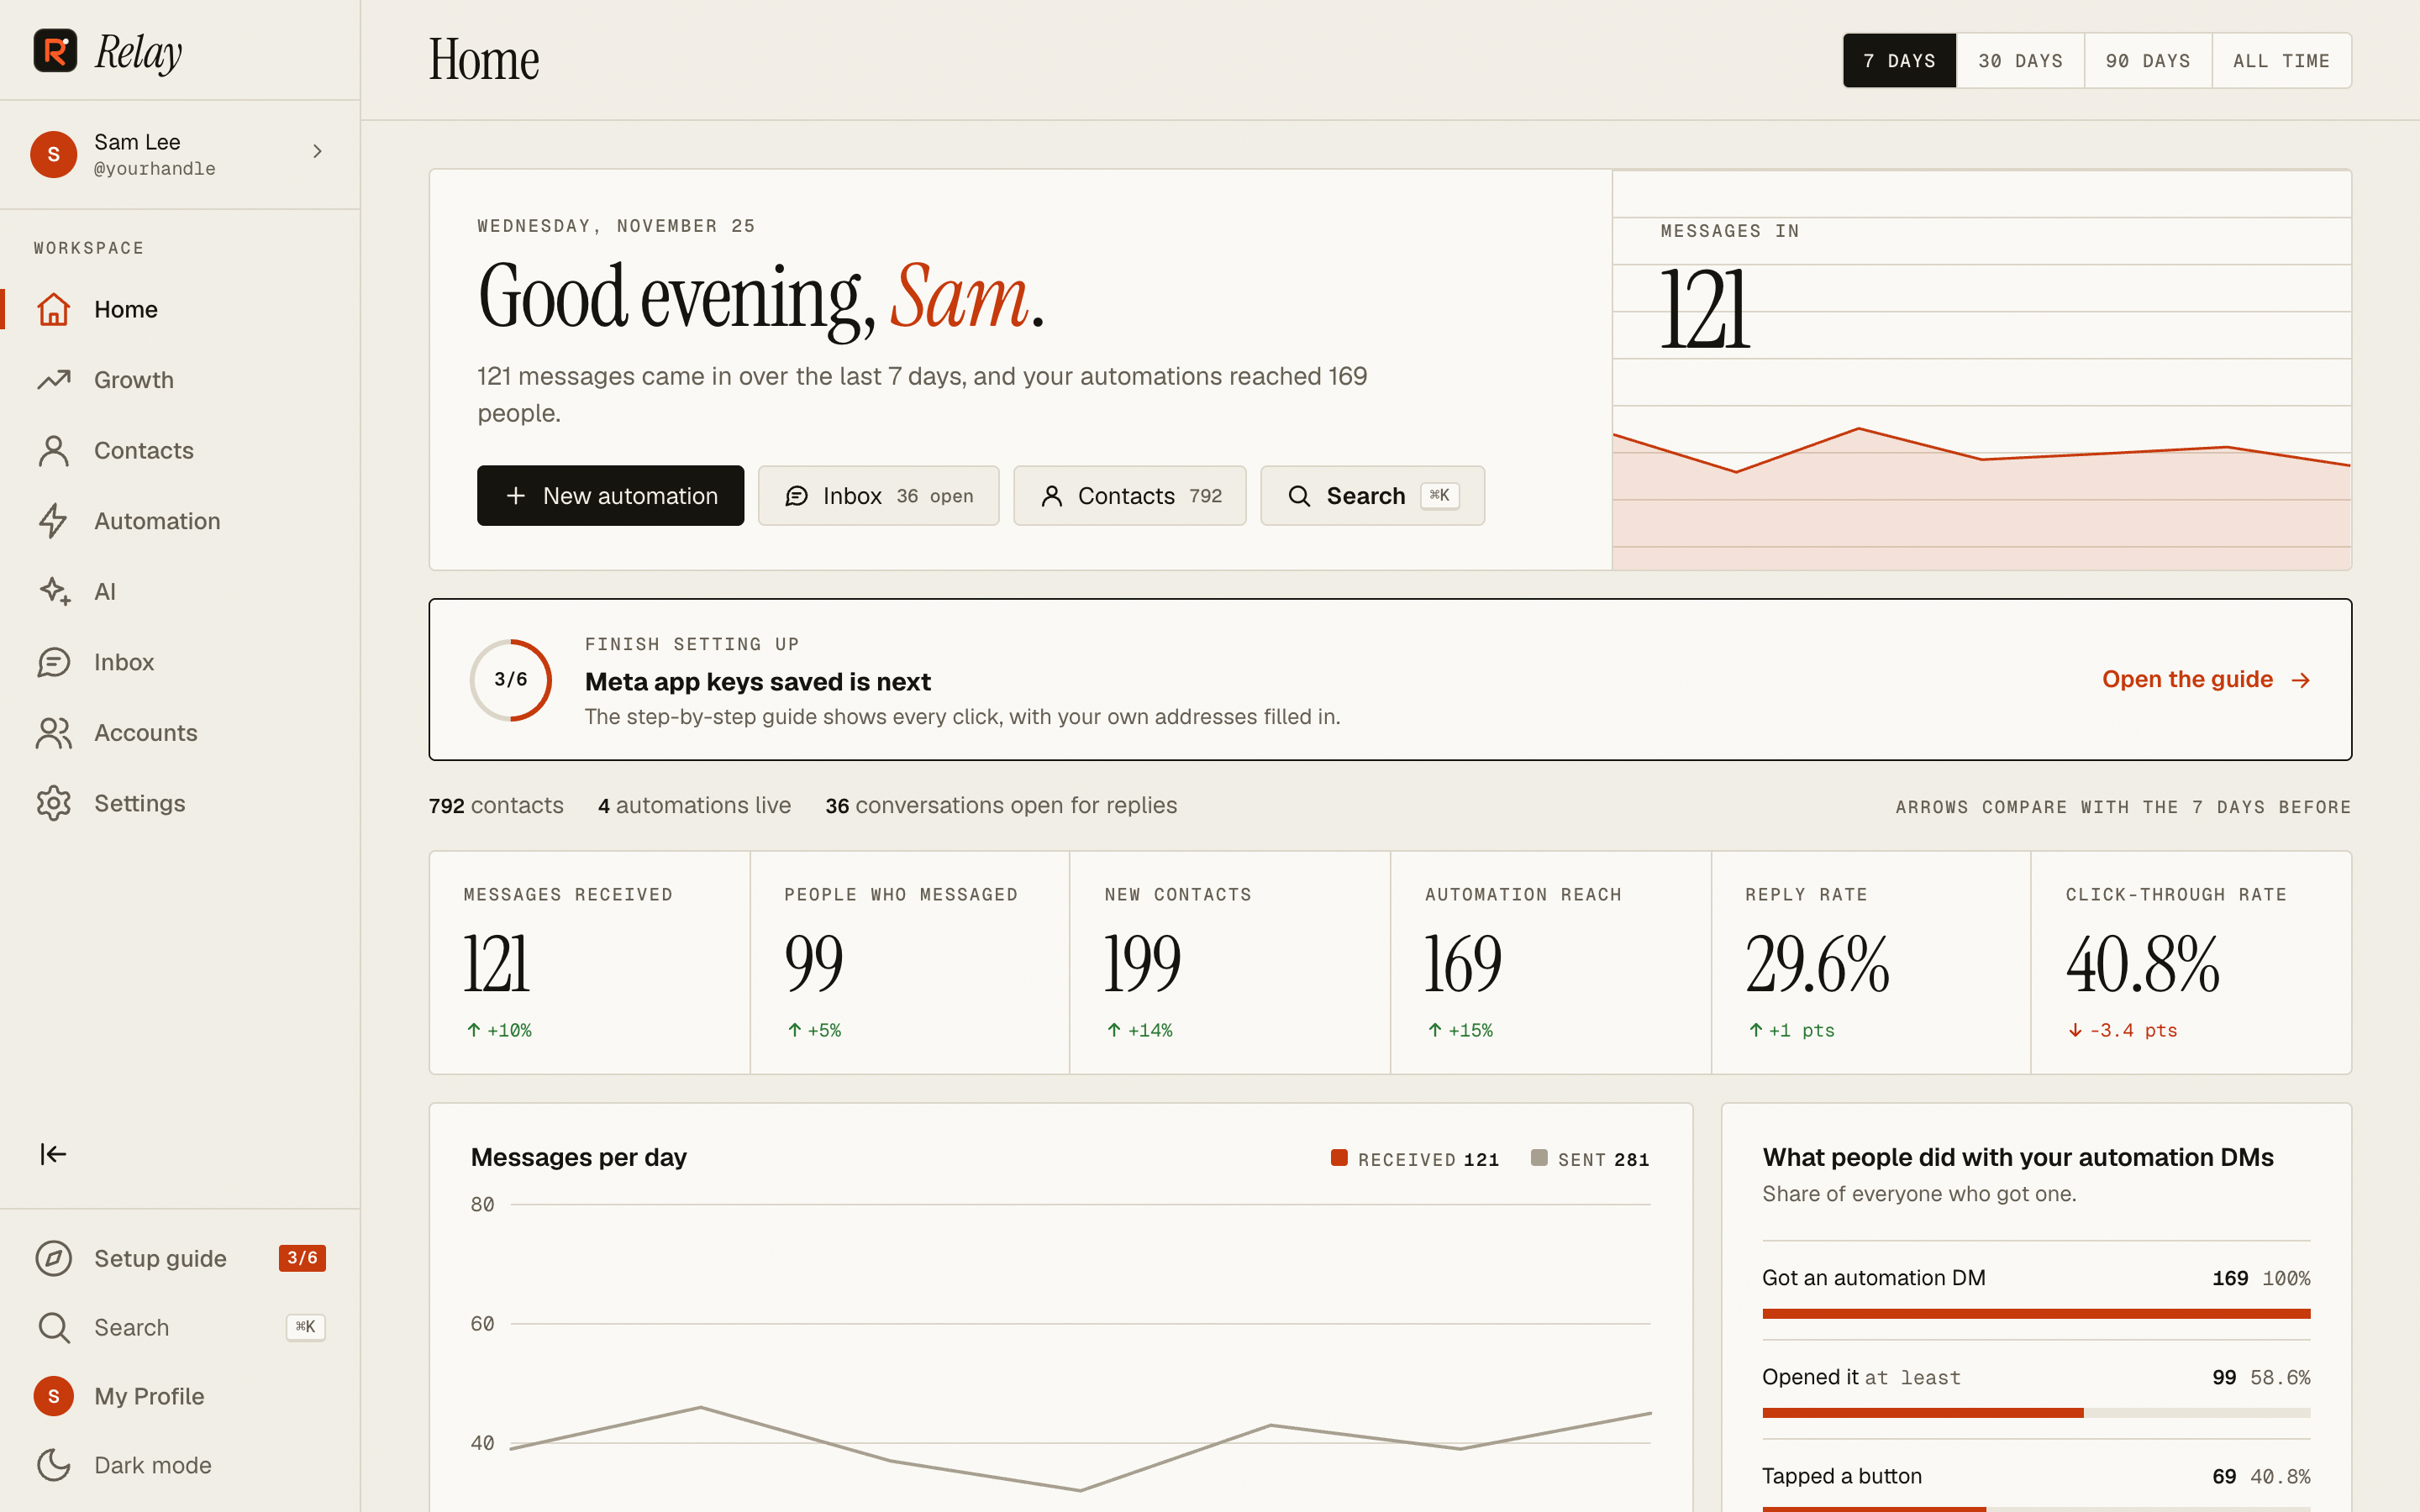 Relay
S
Sam Lee
@yourhandle
WORKSPACE
Home
Growth
Contacts
Automation
AI
Inbox
Accounts
Settings
Setup guide 3/6
Search ⌘K
S My Profile
Dark mode
Home
7 DAYS 30 DAYS 90 DAYS ALL TIME
WEDNESDAY, NOVEMBER 25
Good evening, Sam.
121 messages came in over the last 7 days, and your automations reached 169
people.
New automation Inbox 36 open Contacts 792 Search ⌘K
MESSAGES IN
121
3/6
FINISH SETTING UP
Meta app keys saved is next
The step-by-step guide shows every click, with your own addresses filled in.
Open the guide →
792 contacts 4 automations live 36 conversations open for replies
ARROWS COMPARE WITH THE 7 DAYS BEFORE
MESSAGES RECEIVED
121
↑ +10%
PEOPLE WHO MESSAGED
99
↑ +5%
NEW CONTACTS
199
↑ +14%
AUTOMATION REACH
169
↑ +15%
REPLY RATE
29.6%
↑ +1 pts
CLICK-THROUGH RATE
40.8%
↓ -3.4 pts
Messages per day
RECEIVED 121 SENT 281
80
60
40
What people did with your automation DMs
Share of everyone who got one.
Got an automation DM 169 100%
Opened it at least 99 58.6%
Tapped a button 69 40.8%